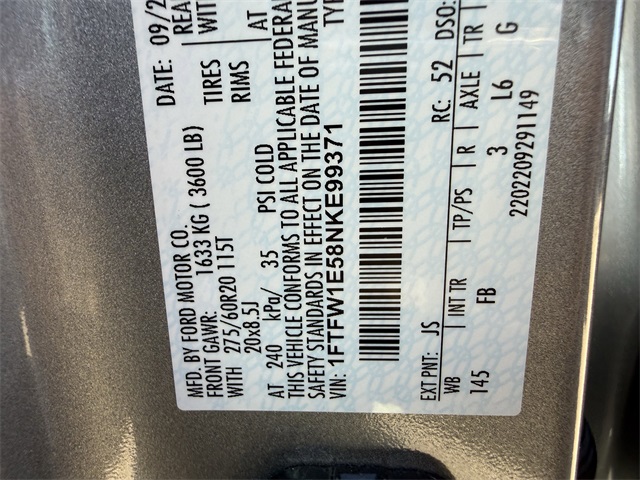 MFD. BY FORD MOTOR CO.
DATE: 09/2
FRONT GAWR: 1633 KG ( 3600 LB)
REA
WITH 275/60R20 115T TIRES WIT
20x8.5J RIMS
AT 240 kPa/ 35 PSI COLD AT
THIS VEHICLE CONFORMS TO ALL APPLICABLE FEDERA
SAFETY STANDARDS IN EFFECT ON THE DATE OF MANU
VIN: 1FTFW1E58NKE99371 TYP
EXT PNT: JS RC: 52 DSO:
WB INT TR TP/PS R AXLE TR
145 FB 3 L6 G
2202209291149